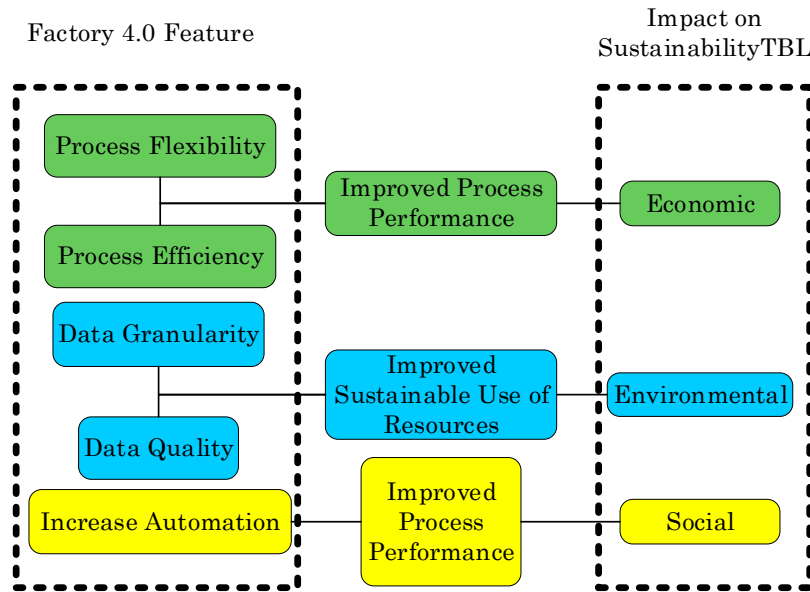 Factory 4.0 Feature
Impact on
SustainabilityTBL
Process Flexibility
Process Efficiency
Improved Process
Performance
Economic
Data Granularity
Data Quality
Improved
Sustainable Use of
Resources
Environmental
Increase Automation
Improved
Process
Performance
Social